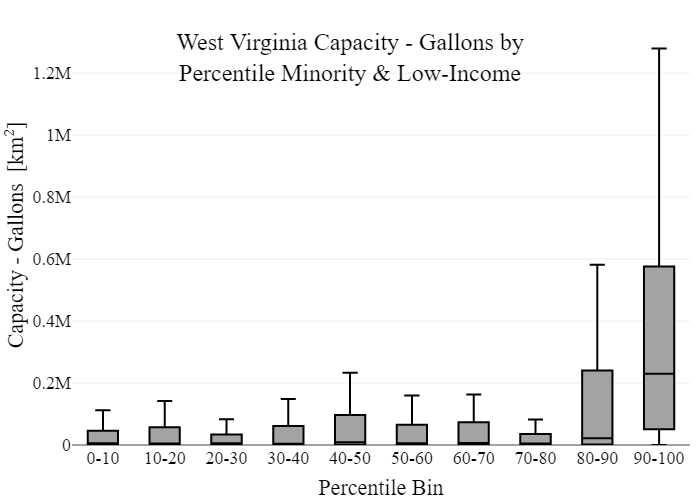 West Virginia Capacity - Gallons by
Percentile Minority & Low-Income
Capacity - Gallons [km²]
1.2M
1M
0.8M
0.6M
0.4M
0.2M
0
0-10 10-20 20-30 30-40 40-50 50-60 60-70 70-80 80-90 90-100
Percentile Bin